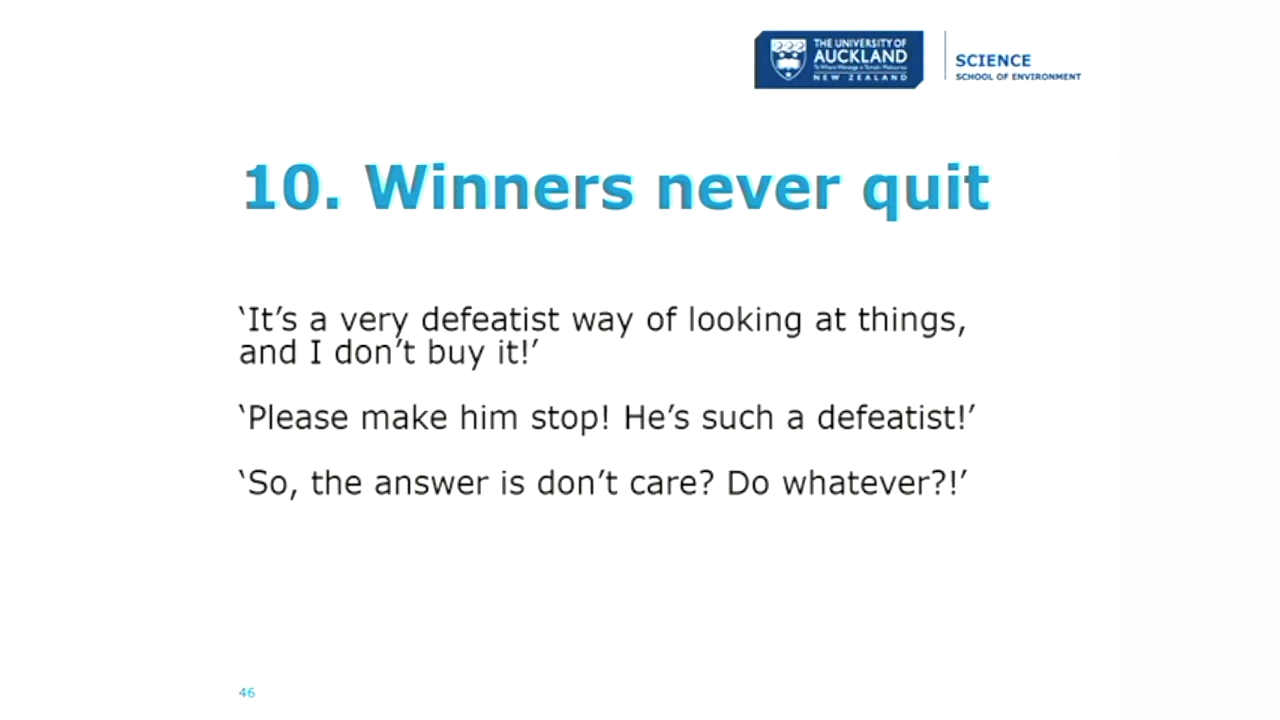 THE UNIVERSITY OF
AUCKLAND
Te Whare Wānanga o Tāmaki Makaurau
NEW ZEALAND
SCIENCE
SCHOOL OF ENVIRONMENT
10. Winners never quit
‘It’s a very defeatist way of looking at things,
and I don’t buy it!’
‘Please make him stop! He’s such a defeatist!’
‘So, the answer is don’t care? Do whatever?!’
46